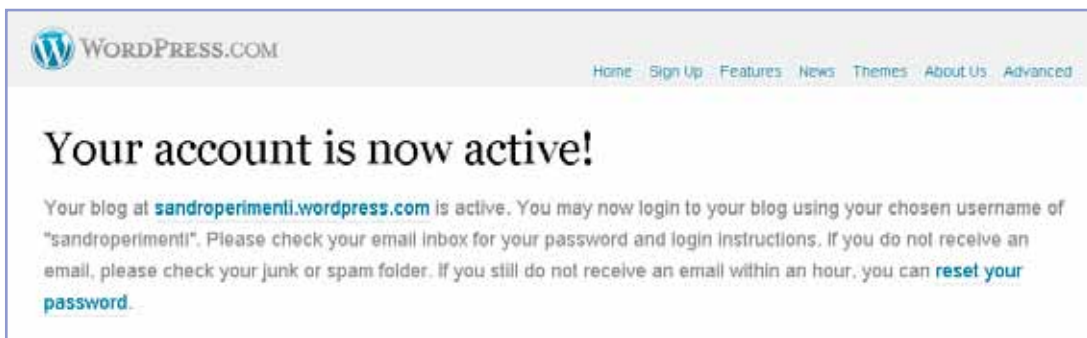 WORDPRESS.COM
Home Sign Up Features News Themes About Us Advanced
Your account is now active!
Your blog at sandroperimenti.wordpress.com is active. You may now login to your blog using your chosen username of
"sandroperimenti". Please check your email inbox for your password and login instructions. If you do not receive an
email, please check your junk or spam folder. If you still do not receive an email within an hour, you can reset your
password.